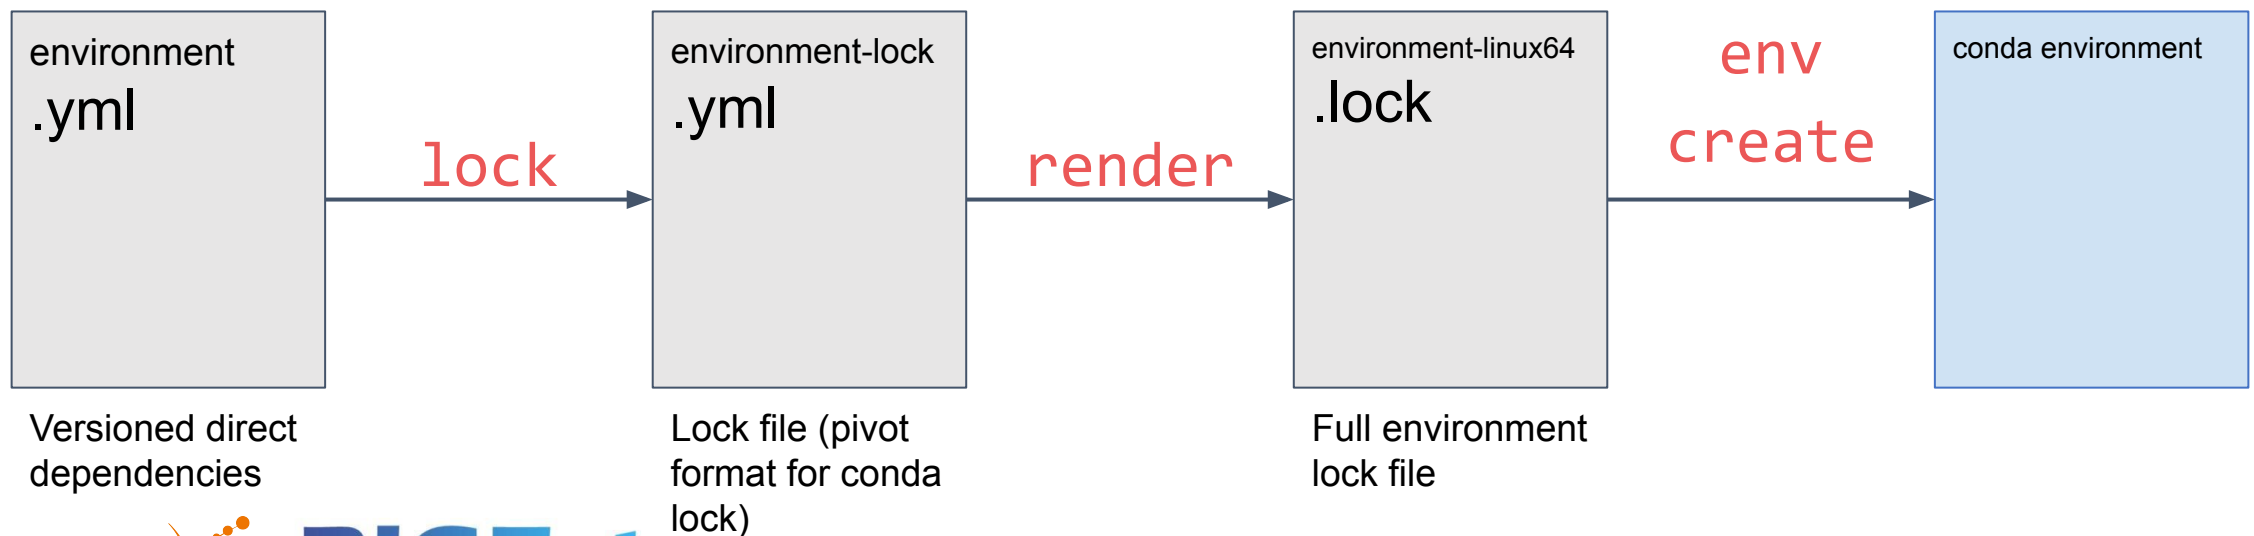 environment
.yml
lock
environment-lock
.yml
render
environment-linux64
.lock
env
create
conda environment
Versioned direct
dependencies
Lock file (pivot
format for conda
lock)
Full environment
lock file